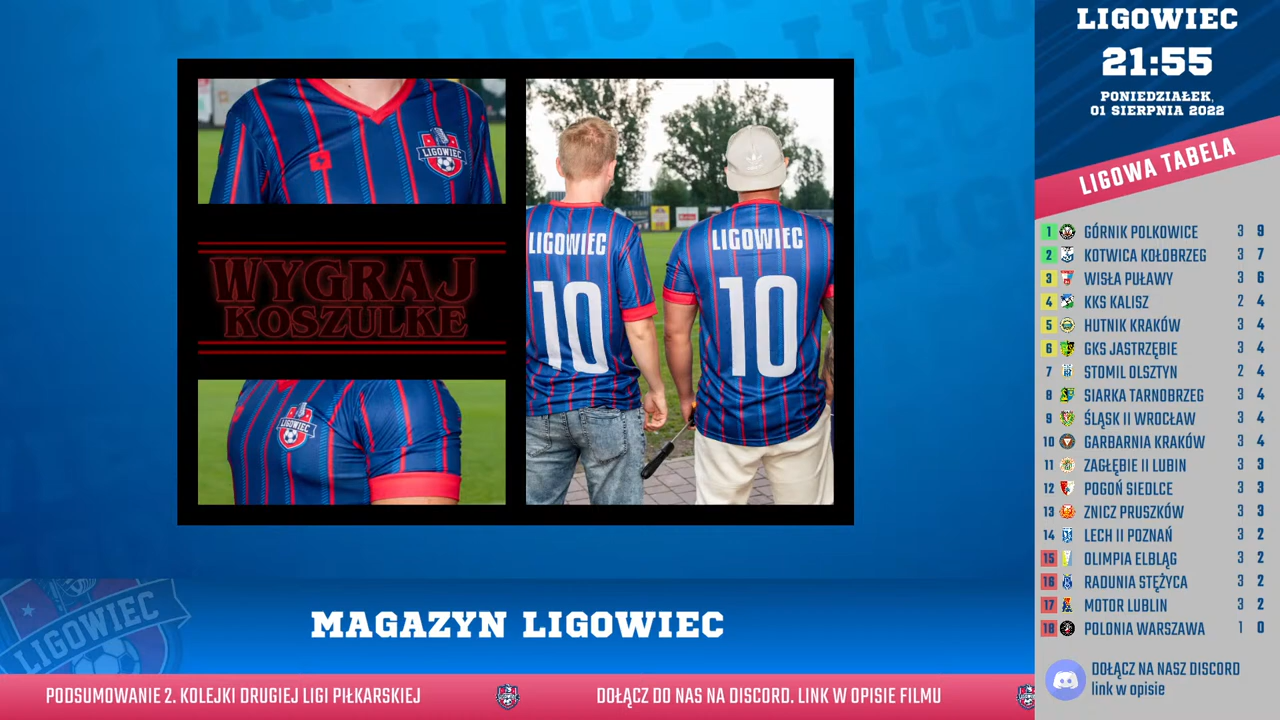 LIGOWIEC
WYGRAJ
KOSZULKE
LIGOWIEC
LIGOWIEC
10
LIGOWIEC
10
LIGOWIEC
MAGAZYN LIGOWIEC
PODSUMOWANIE 2. KOLEJKI DRUGIEJ LIGI PIŁKARSKIEJ
DOŁĄCZ DO NAS NA DISCORD. LINK W OPISIE FILMU
LIGOWIEC
21:55
PONIEDZIAŁEK,
01 SIERPNIA 2022
LIGOWA TABELA
1 GÓRNIK POLKOWICE 3 9
2 KOTWICA KOŁOBRZEG 3 7
3 WISŁA PUŁAWY 3 6
4 KKS KALISZ 2 4
5 HUTNIK KRAKÓW 3 4
6 GKS JASTRZĘBIE 3 4
7 STOMIL OLSZTYN 2 4
8 SIARKA TARNOBRZEG 3 4
9 ŚLĄSK II WROCŁAW 3 4
10 GARBARNIA KRAKÓW 3 4
11 ZAGŁĘBIE II LUBIN 3 3
12 POGOŃ SIEDLCE 3 3
13 ZNICZ PRUSZKÓW 3 3
14 LECH II POZNAŃ 3 2
15 OLIMPIA ELBLĄG 3 2
16 RADUNIA STĘŻYCA 3 2
17 MOTOR LUBLIN 3 2
18 POLONIA WARSZAWA 1 0
DOŁĄCZ NA NASZ DISCORD
link w opisie